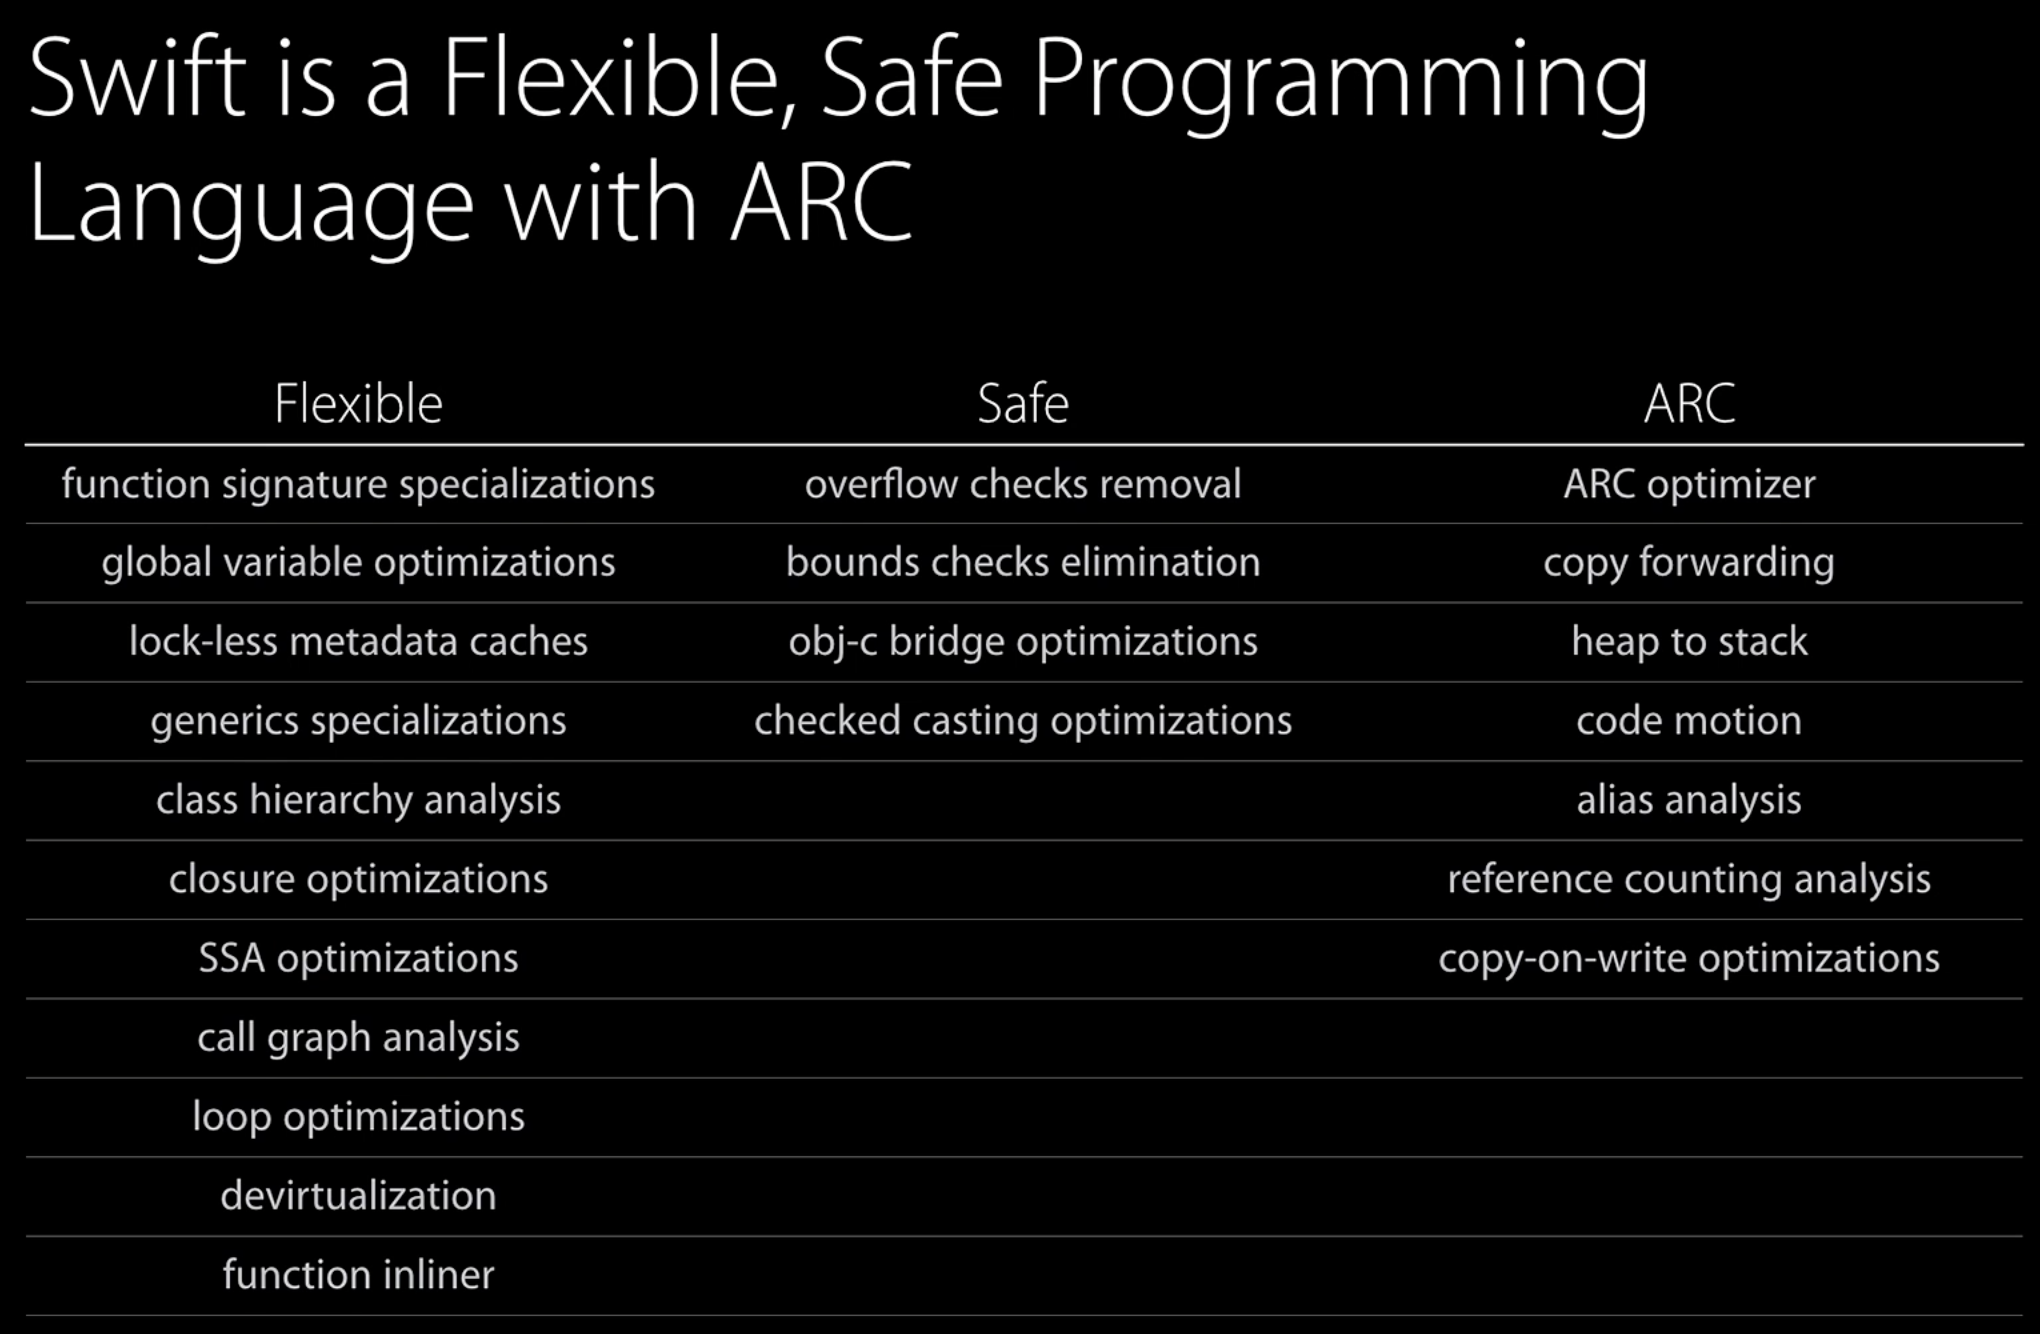 Swift is a Flexible, Safe Programming
Language with ARC
Flexible Safe ARC
function signature specializations overflow checks removal ARC optimizer
global variable optimizations bounds checks elimination copy forwarding
lock-less metadata caches obj-c bridge optimizations heap to stack
generics specializations checked casting optimizations code motion
class hierarchy analysis alias analysis
closure optimizations reference counting analysis
SSA optimizations copy-on-write optimizations
call graph analysis
loop optimizations
devirtualization
function inliner